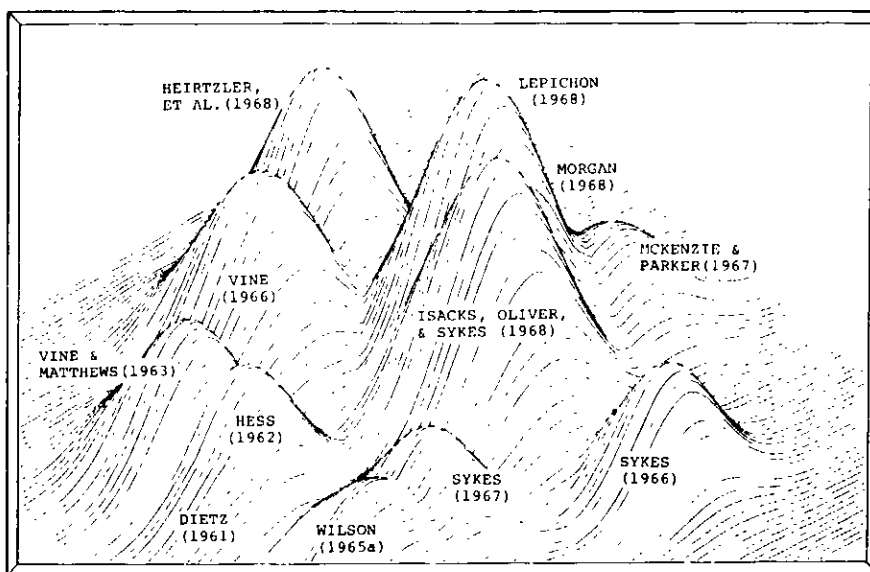 HEIRTZLER,
ET AL. (1968)
LEPICHON
(1968)
MORGAN
(1968)
MCKENZIE &
PARKER(1967)
VINE
(1966)
ISACKS, OLIVER,
& SYKES (1968)
VINE &
MATTHEWS(1963)
HESS
(1962)
SYKES
(1967)
SYKES
(1966)
DIETZ
(1961)
WILSON
(1965a)